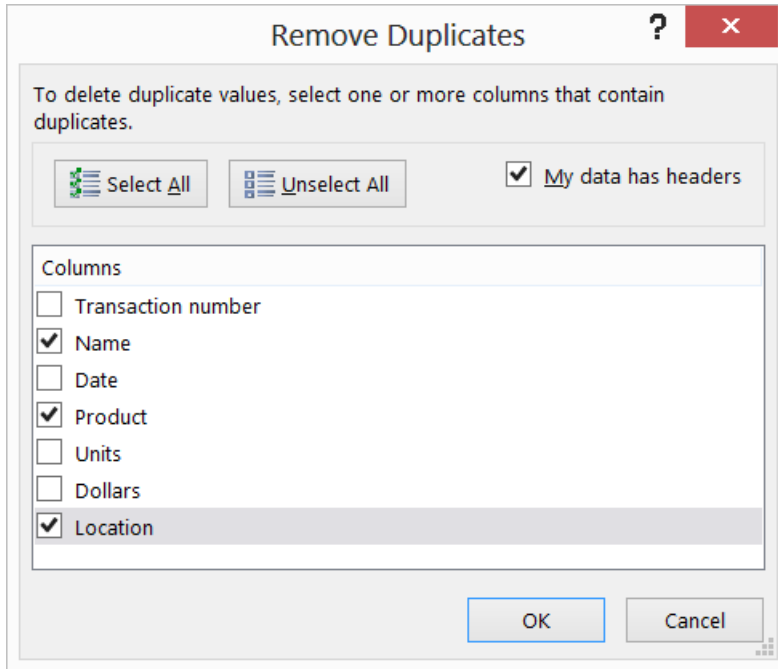 Remove Duplicates
?
To delete duplicate values, select one or more columns that contain
duplicates.
Select All
Unselect All
My data has headers
Columns
Transaction number
Name
Date
Product
Units
Dollars
Location
OK
Cancel